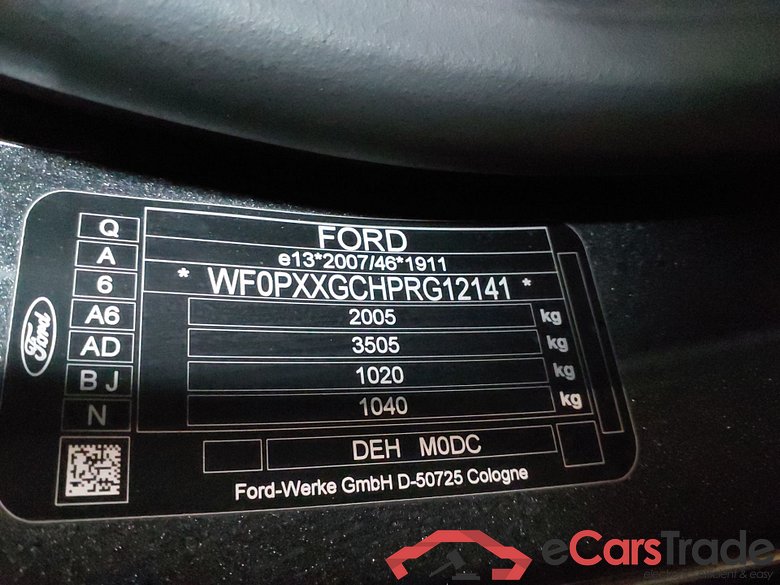 FORD
e13*2007/46*1911
* WF0PXXGCHPRG12141 *
2005 kg
3505 kg
1020 kg
1040 kg
DEH M0DC
Ford-Werke GmbH D-50725 Cologne
Q
A
6
A6
AD
B J
N
Ford
eCarsTrade